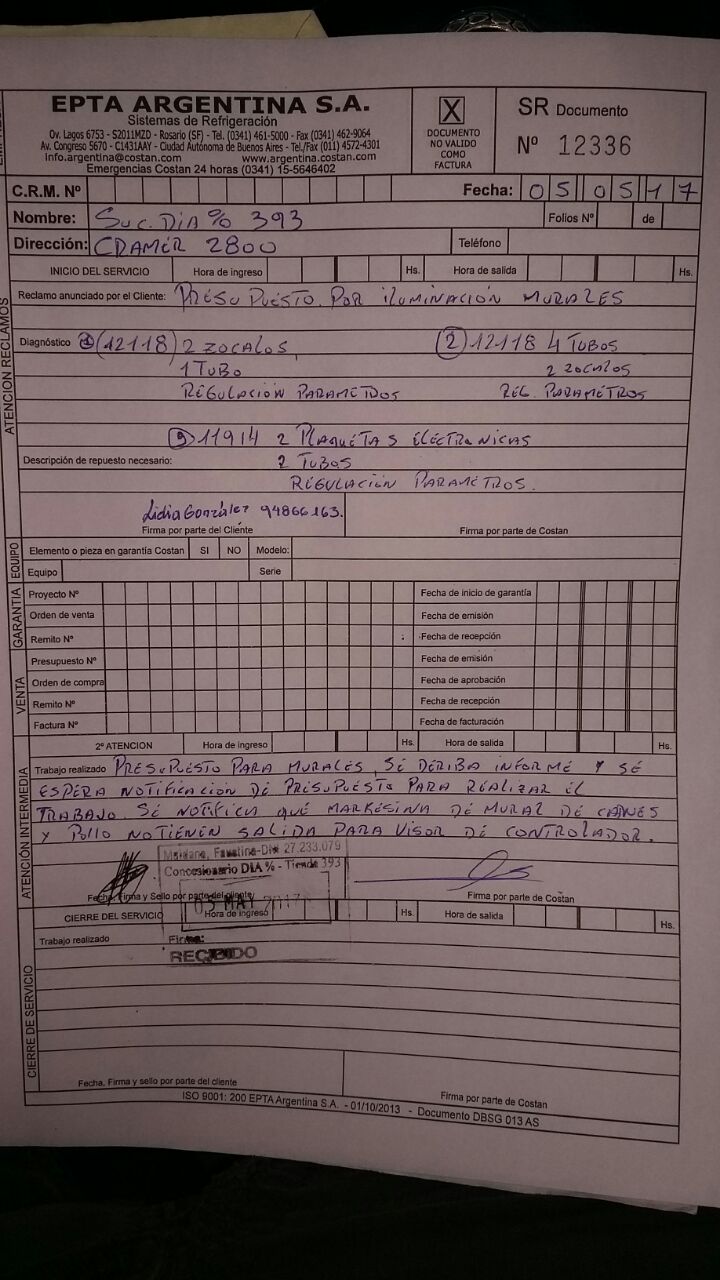 EPTA ARGENTINA S.A.
Sistemas de Refrigeración
Ov. Lagos 6753 - S2011MZD - Rosario (SF) - Tel. (0341) 461-5000 - Fax (0341) 462-9064
Av. Congreso 5670 - C1431AAY - Ciudad Autónoma de Buenos Aires - Tel./Fax (011) 4572-4301
info.argentina@costan.com www.argentina.costan.com
Emergencias Costan 24 horas (0341) 15-5646402
X
DOCUMENTO
NO VALIDO
COMO
FACTURA
SR Documento
Nº 12336
C.R.M. Nº Fecha: 05 05 17
Nombre: SUC. DIA % 393 Folios Nº de
Dirección: CRAMER 2800 Teléfono
INICIO DEL SERVICIO Hora de ingreso Hs. Hora de salida Hs.
Reclamo anunciado por el Cliente: PRESUPUESTO POR ILUMINACIÓN MURALES
ATENCION RECLAMOS
Diagnóstico 1 (12118) 2 ZOCALOS, 2 12118 4 TUBOS
1 TUBO 2 ZOCALOS
REGULACIÓN PARAMETROS REG. PARAMETROS
11914 2 PLAQUETAS ELECTRONICAS
Descripción de repuesto necesario: 2 TUBOS
REGULACIÓN PARAMETROS.
Lidia González 94866163.
Firma por parte del Cliente Firma por parte de Costan
EQUIPO
Elemento o pieza en garantía Costan SI NO Modelo:
Equipo Serie
GARANTIA
Proyecto Nº Fecha de inicio de garantía
Orden de venta Fecha de emisión
Remito Nº Fecha de recepción
VENTA
Presupuesto Nº Fecha de emisión
Orden de compra Fecha de aprobación
Remito Nº Fecha de recepción
Factura Nº Fecha de facturación
ATENCIÓN INTERMEDIA
2º ATENCION Hora de ingreso Hs. Hora de salida Hs.
Trabajo realizado PRESUPUESTO PARA MURALES, SE DERIBA INFORME Y SE
ESPERA NOTIFICACION DE PRESUPUESTO PARA REALIZAR EL
TRABAJO. SE NOTIFICA QUE MARKESINA DE MURAL DE CARNES
Y POLLO NO TIENEN SALIDA PARA VISOR DE CONTROLADOR.
Faustina-DIA 27.233.079
Concesionario DIA % - Tienda 393
Fecha, Firma y Sello por parte del cliente Firma por parte de Costan
MAY 2017
CIERRE DEL SERVICIO Hora de ingreso Hs. Hora de salida Hs.
Trabajo realizado Firma:
RECIBIDO
CIERRE DE SERVICIO
Fecha, Firma y sello por parte del cliente Firma por parte de Costan
ISO 9001: 200 EPTA Argentina S.A. - 01/10/2013 - Documento DBSG 013 AS